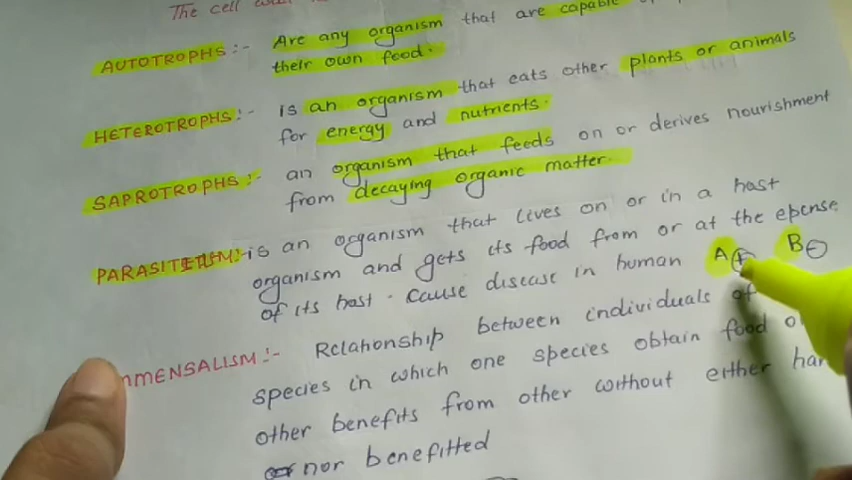 The cell
AUTOTROPHS:- Are any organism that are capable
their own food.
HETEROTROPHS:- is an organism that eats other plants or animals
for energy and nutrients.
SAPROTROPHS:- an organism that feeds on or derives nourishment
from decaying organic matter.
PARASITISM:- is an organism that lives on or in a host
organism and gets its food from or at the epense
of its host. cause disease in human A⊕ B⊖
MMENSALISM:- Relationship between individuals of
species in which one species obtain food o
other benefits from other without either har
nor benefitted